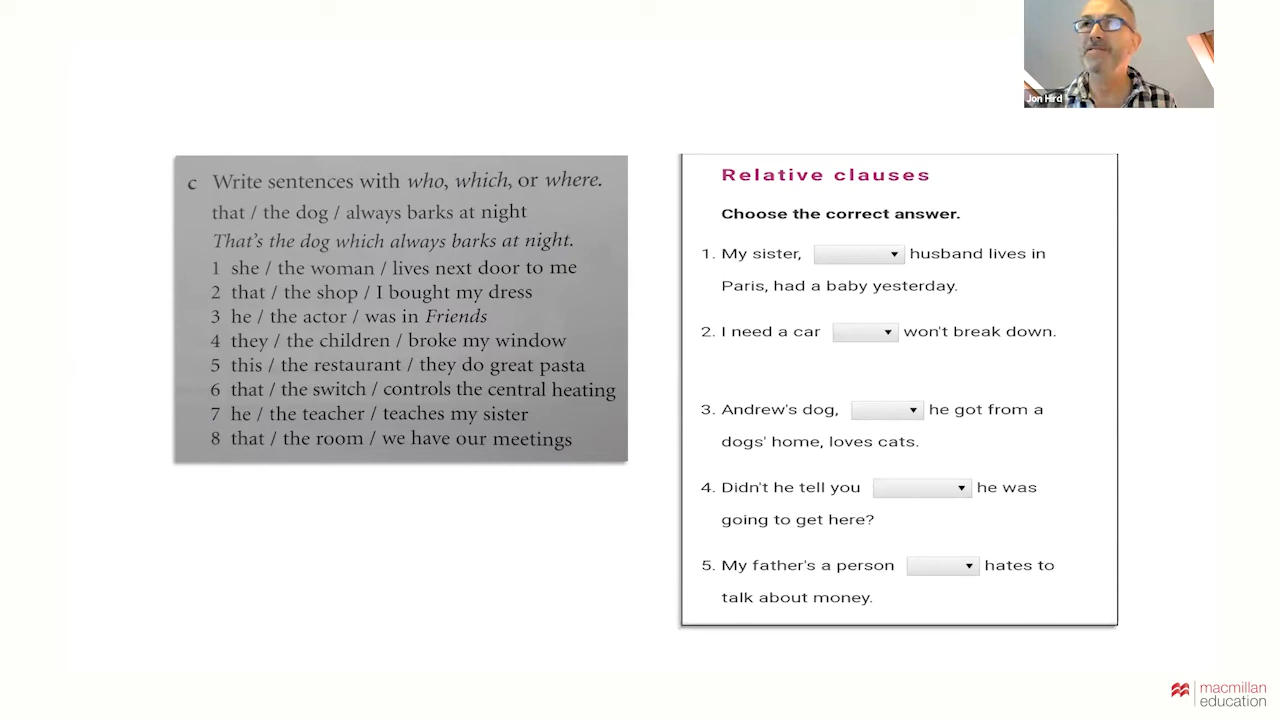 Jon Hird
c Write sentences with who, which, or where.
that / the dog / always barks at night
That's the dog which always barks at night.
1 she / the woman / lives next door to me
2 that / the shop / I bought my dress
3 he / the actor / was in Friends
4 they / the children / broke my window
5 this / the restaurant / they do great pasta
6 that / the switch / controls the central heating
7 he / the teacher / teaches my sister
8 that / the room / we have our meetings
Relative clauses
Choose the correct answer.
1. My sister, husband lives in
Paris, had a baby yesterday.
2. I need a car won't break down.
3. Andrew's dog, he got from a
dogs' home, loves cats.
4. Didn't he tell you he was
going to get here?
5. My father's a person hates to
talk about money.
macmillan
education